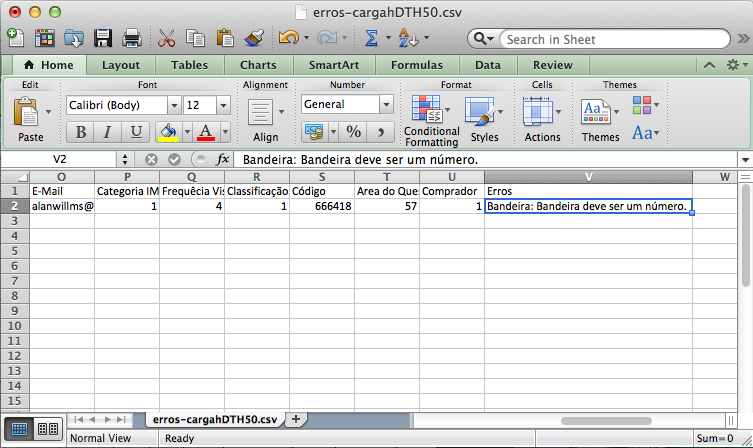 erros-cargahDTH50.csv
Search in Sheet
Home Layout Tables Charts SmartArt Formulas Data Review
Edit Font Alignment Number Format Cells Themes
Calibri (Body) 12 General
B I U A % ,
Paste Align Conditional Formatting Styles Actions Themes Aa
V2 fx Bandeira: Bandeira deve ser um número.
O P Q R S T U V W
1 E-Mail Categoria IM Frequêcia Vis Classificação Código Area do Ques Comprador Erros
2 alanwillms@ 1 4 1 666418 57 1 Bandeira: Bandeira deve ser um número.
3
4
5
6
7
8
9
10
11
12
13
14
15
erros-cargahDTH50.csv
Normal View Ready Sum=0